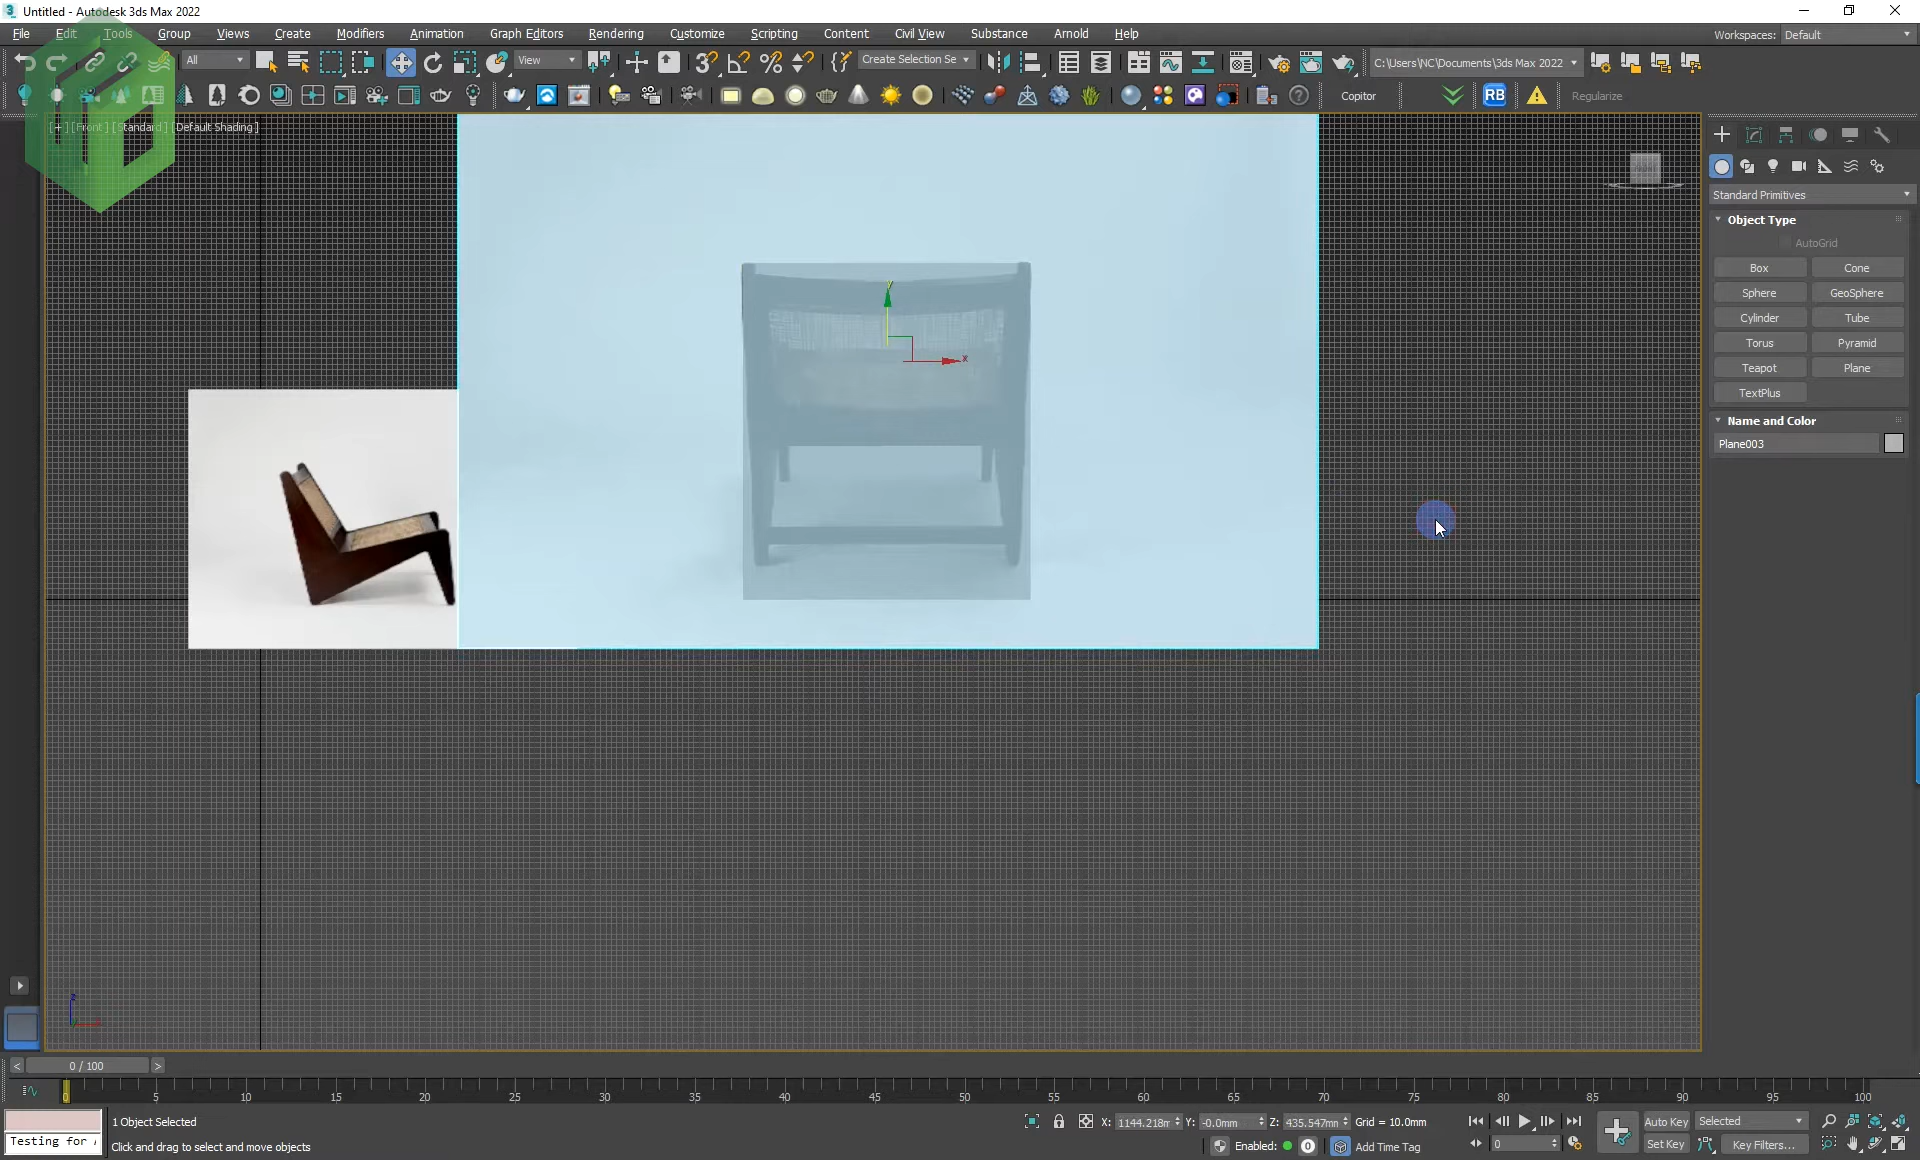 3 Untitled - Autodesk 3ds Max 2022
File Edit Tools Group Views Create Modifiers Animation Graph Editors Rendering Customize Scripting Content Civil View Substance Arnold Help Workspaces: Default
All View Create Selection Se C:\Users\NC\Documents\3ds Max 2022
Copitor RB Regularize
[+] [Front] [Standard] [Default Shading]
Standard Primitives
Object Type
AutoGrid
Box Cone
Sphere GeoSphere
Cylinder Tube
Torus Pyramid
Teapot Plane
TextPlus
Name and Color
Plane003
y
x
z
< 0 / 100 >
0 5 10 15 20 25 30 35 40 45 50 55 60 65 70 75 80 85 90 95 100
1 Object Selected X: 1144.218m Y: -0.0mm Z: 435.547mm Grid = 10.0mm Auto Key Selected
Testing for Click and drag to select and move objects Enabled: 0 Add Time Tag 0 Set Key Key Filters...